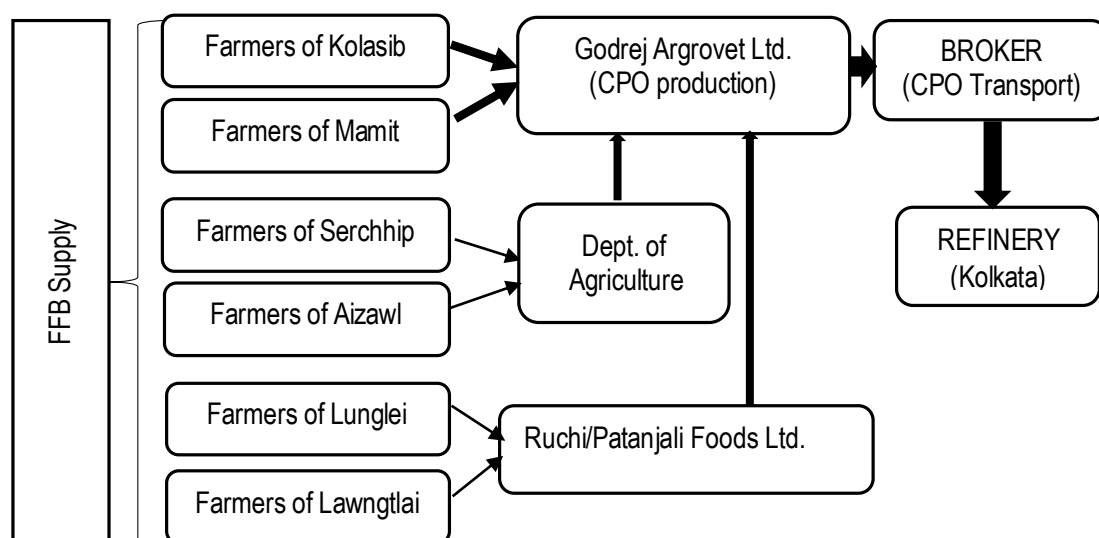 FFB Supply
Farmers of Kolasib
Farmers of Mamit
Farmers of Serchhip
Farmers of Aizawl
Farmers of Lunglei
Farmers of Lawngtlai
Godrej Argrovet Ltd.
(CPO production)
Dept. of
Agriculture
Ruchi/Patanjali Foods Ltd.
BROKER
(CPO Transport)
REFINERY
(Kolkata)